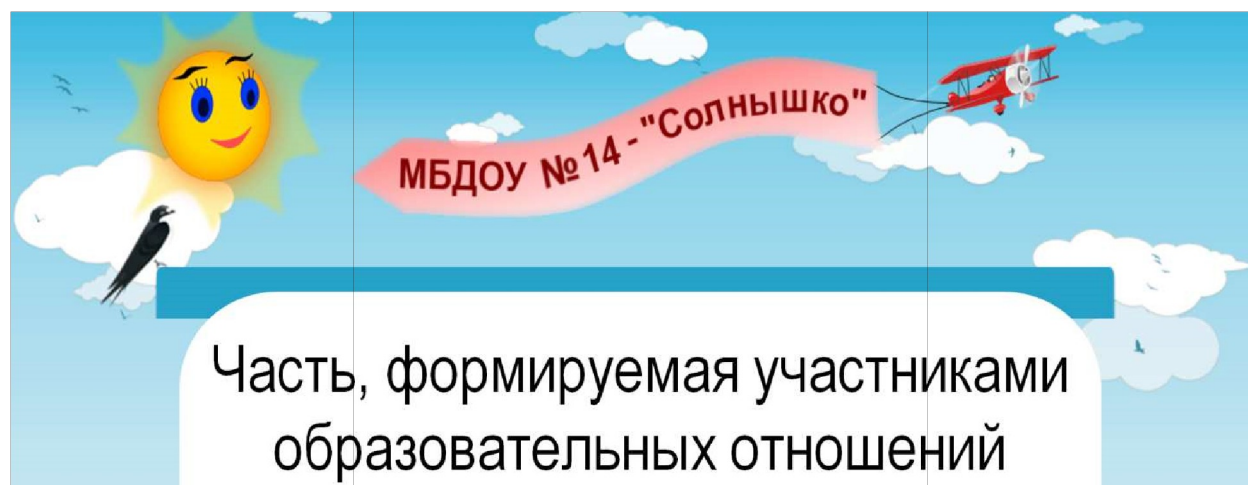 МБДОУ №14 - "Солнышко"
Часть, формируемая участниками
образовательных отношений